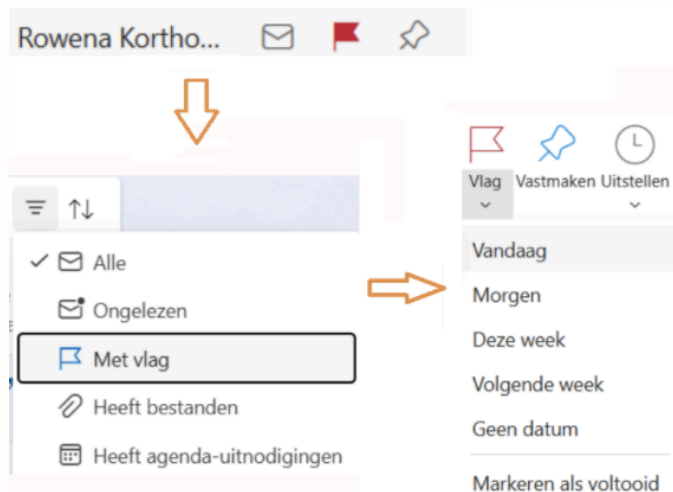 Rowena Kortho...
Alle
Ongelezen
Met vlag
Heeft bestanden
Heeft agenda-uitnodigingen
Vlag Vastmaken Uitstellen
Vandaag
Morgen
Deze week
Volgende week
Geen datum
Markeren als voltooid